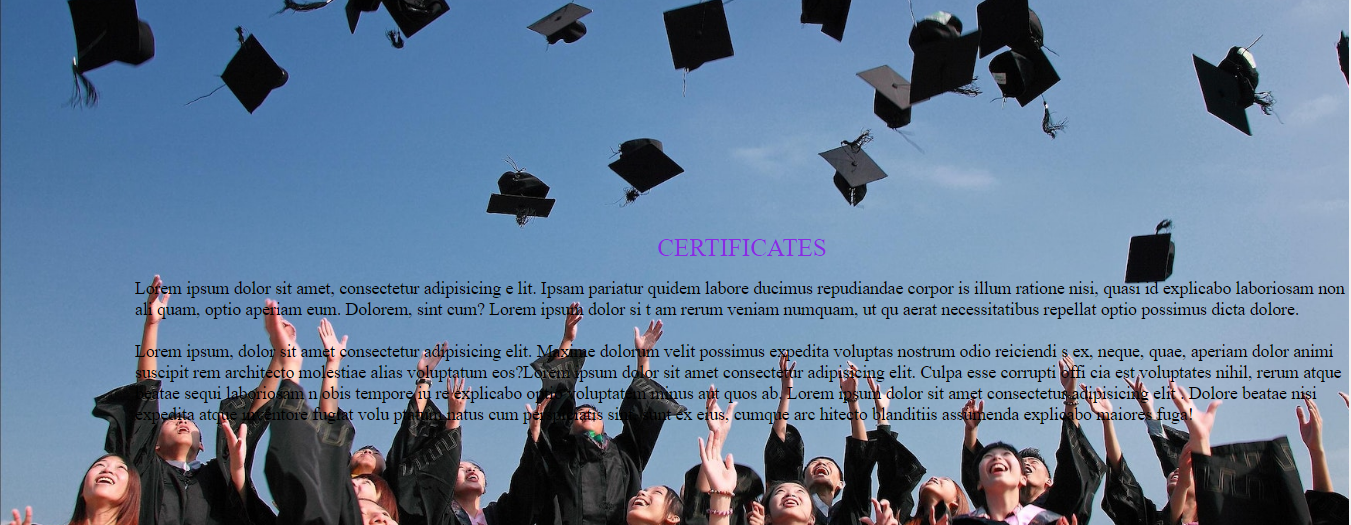 CERTIFICATES
Lorem ipsum dolor sit amet, consectetur adipisicing e lit. Ipsam pariatur quidem labore ducimus repudiandae corpor is illum ratione nisi, quasi id explicabo laboriosam non
ali quam, optio aperiam eum. Dolorem, sint cum? Lorem ipsum dolor si t am rerum veniam numquam, ut qu aerat necessitatibus repellat optio possimus dicta dolore.
Lorem ipsum, dolor sit amet consectetur adipisicing elit. Maxime dolorum velit possimus expedita voluptas nostrum odio reiciendi s ex, neque, quae, aperiam dolor animi
suscipit rem architecto molestiae alias voluptatum eos?Lorem ipsum dolor sit amet consectetur adipisicing elit. Culpa esse corrupti offi cia est voluptates nihil, rerum atque
beatae sequi laboriosam n obis tempore iu re explicabo optio voluptatem minus aut quos ab. Lorem ipsum dolor sit amet consectetur adipisicing elit . Dolore beatae nisi
expedita atque inventore fugiat volu natus cum sint ex eius, cumque arc hitecto blanditiis assumenda explicabo maiores fuga!